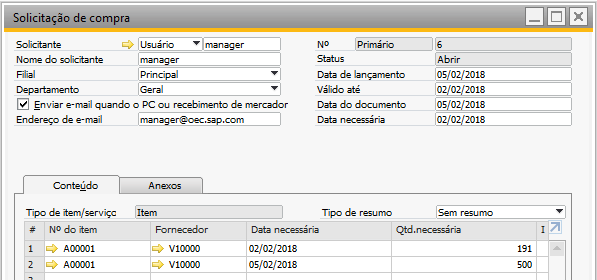 Solicitação de compra
Solicitante Usuário manager Nº Primário 6
Nome do solicitante manager Status Abrir
Filial Principal Data de lançamento 05/02/2018
Departamento Geral Válido até 02/02/2018
Enviar e-mail quando o PC ou recebimento de mercador Data do documento 05/02/2018
Endereço de e-mail manager@oec.sap.com Data necessária 02/02/2018
Conteúdo Anexos
Tipo de item/serviço Item Tipo de resumo Sem resumo
# Nº do item Fornecedor Data necessária Qtd.necessária I
1 A00001 V10000 02/02/2018 191
2 A00001 V10000 05/02/2018 500